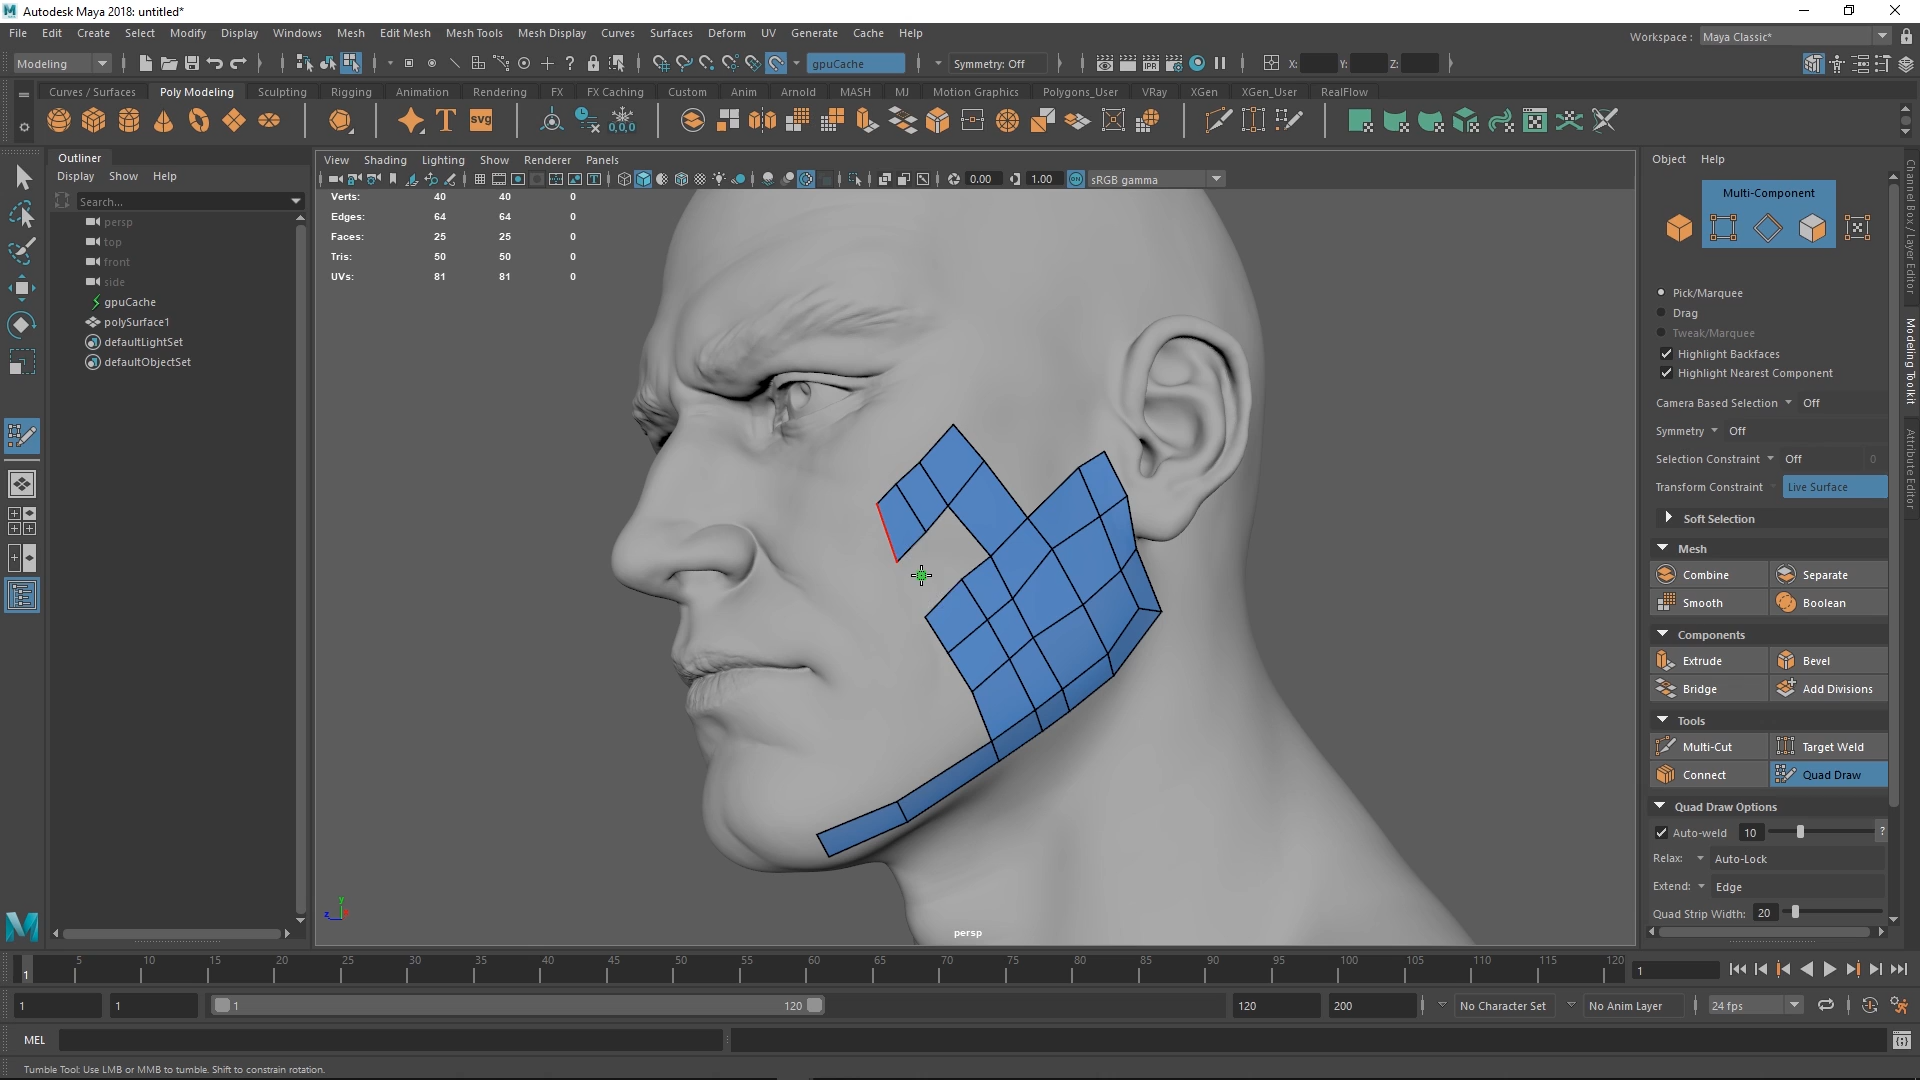 Autodesk Maya 2018: untitled*
File Edit Create Select Modify Display Windows Mesh Edit Mesh Mesh Tools Mesh Display Curves Surfaces Deform UV Generate Cache Help
Workspace : Maya Classic*
Modeling gpuCache Symmetry: Off X: Y: Z:
Curves / Surfaces Poly Modeling Sculpting Rigging Animation Rendering FX FX Caching Custom Anim Arnold MASH MJ Motion Graphics Polygons_User VRay XGen XGen_User RealFlow
T svg 0,0,0
Outliner
Display Show Help
Search...
persp
top
front
side
gpuCache
polySurface1
defaultLightSet
defaultObjectSet
View Shading Lighting Show Renderer Panels
0.00 1.00 ON sRGB gamma
Verts: 40 40 0
Edges: 64 64 0
Faces: 25 25 0
Tris: 50 50 0
UVs: 81 81 0
y
z
persp
Object Help
Multi-Component
Pick/Marquee
Drag
Tweak/Marquee
Highlight Backfaces
Highlight Nearest Component
Camera Based Selection Off
Symmetry Off
Selection Constraint Off 0
Transform Constraint Live Surface
Soft Selection
Mesh
Combine Separate
Smooth Boolean
Components
Extrude Bevel
Bridge Add Divisions
Tools
Multi-Cut Target Weld
Connect Quad Draw
Quad Draw Options
Auto-weld 10 ?
Relax: Auto-Lock
Extend: Edge
Quad Strip Width: 20
Channel Box / Layer Editor
Modeling Toolkit
Attribute Editor
1 5 10 15 20 25 30 35 40 45 50 55 60 65 70 75 80 85 90 95 100 105 110 115 120 1
1 1 1 120 120 200 No Character Set No Anim Layer 24 fps
MEL
Tumble Tool: Use LMB or MMB to tumble. Shift to constrain rotation.